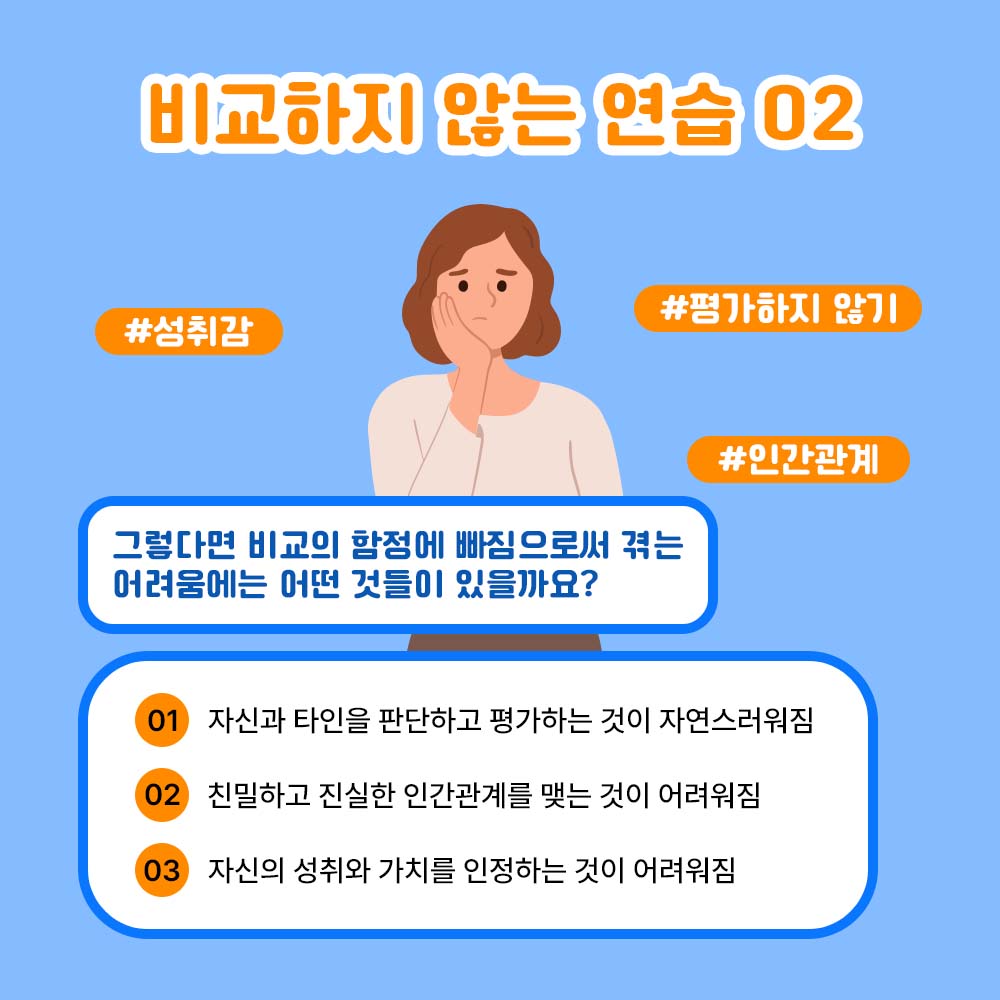 비교하지 않는 연습 02
#성취감
#평가하지 않기
#인간관계
그렇다면 비교의 함정에 빠짐으로써 겪는
어려움에는 어떤 것들이 있을까요?
01 자신과 타인을 판단하고 평가하는 것이 자연스러워짐
02 친밀하고 진실한 인간관계를 맺는 것이 어려워짐
03 자신의 성취와 가치를 인정하는 것이 어려워짐